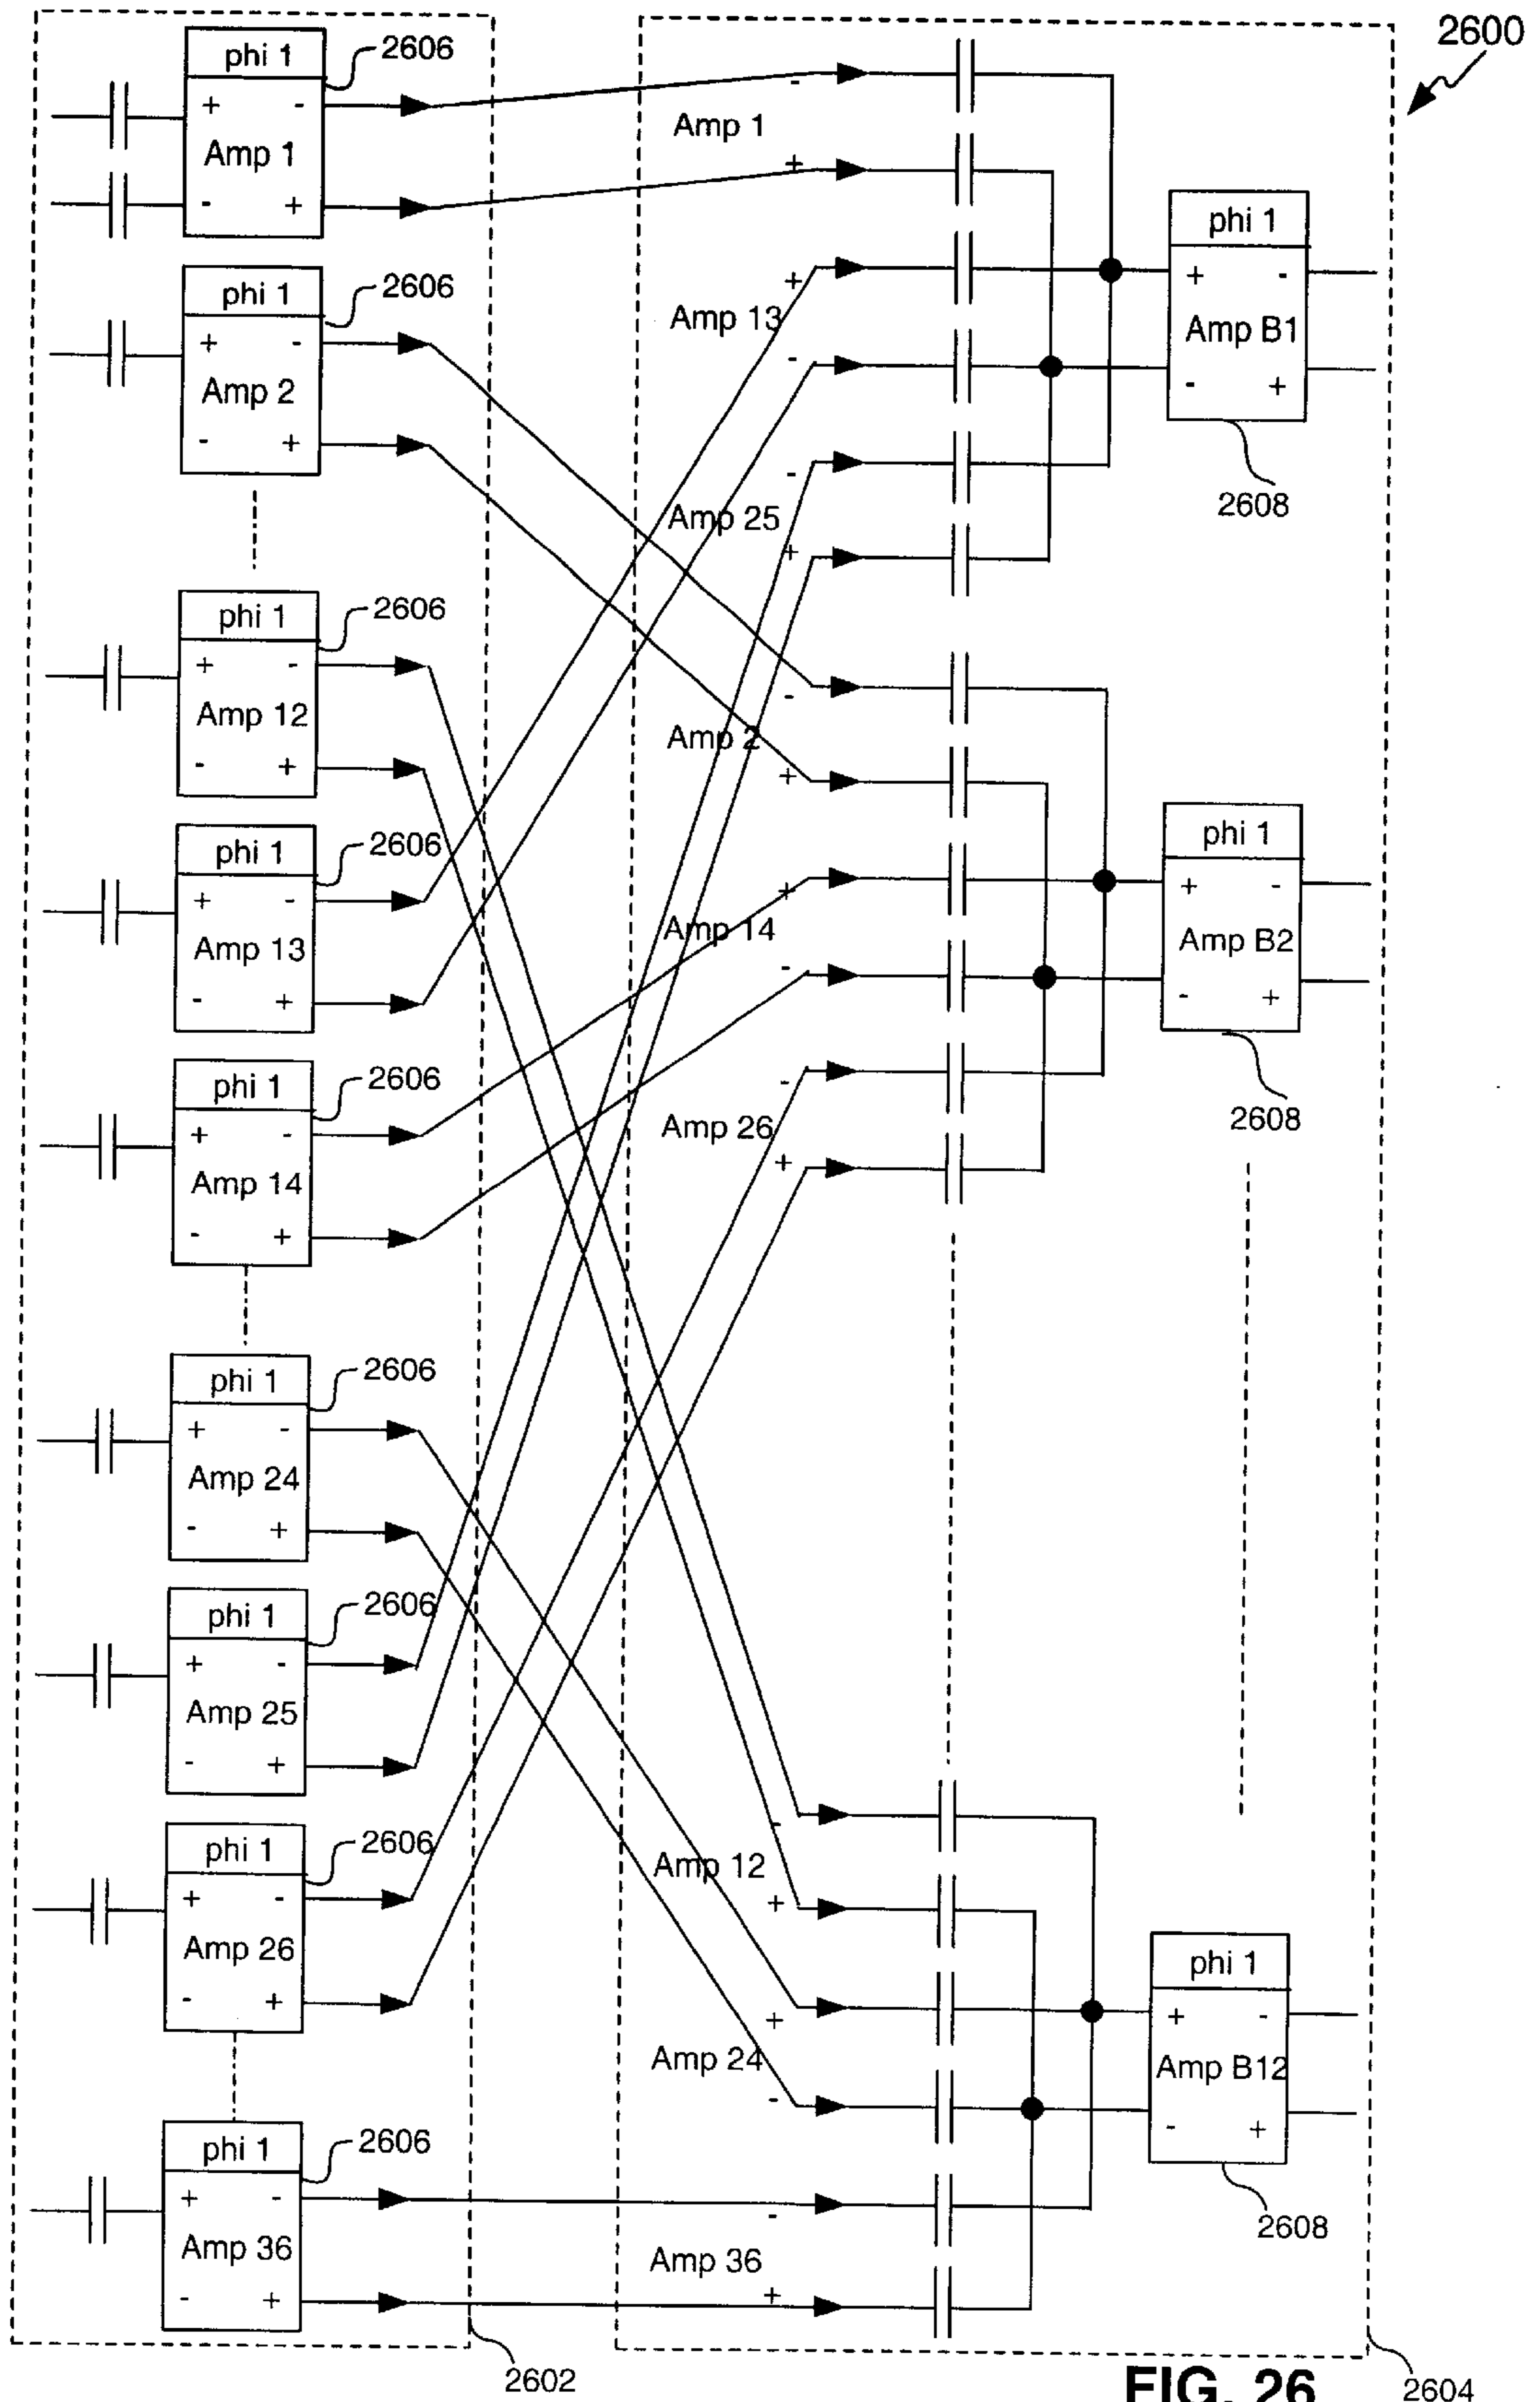 2600
phi 1
2606
+ -
Amp 1
- +
phi 1
2606
+ -
Amp 2
- +
phi 1
2606
+ -
Amp 12
- +
phi 1
2606
+ -
Amp 13
- +
phi 1
2606
+ -
Amp 14
- +
phi 1
2606
+ -
Amp 24
- +
phi 1
2606
+ -
Amp 25
- +
phi 1
2606
+ -
Amp 26
- +
phi 1
2606
+ -
Amp 36
- +
2602
-
Amp 1
+
+
Amp 13
-
-
Amp 25
+
phi 1
+ -
Amp B1
- +
2608
-
Amp 2
+
+
Amp 14
-
-
Amp 26
+
phi 1
+ -
Amp B2
- +
2608
-
Amp 12
+
+
Amp 24
-
-
Amp 36
+
phi 1
+ -
Amp B12
- +
2608
2604
FIG. 26